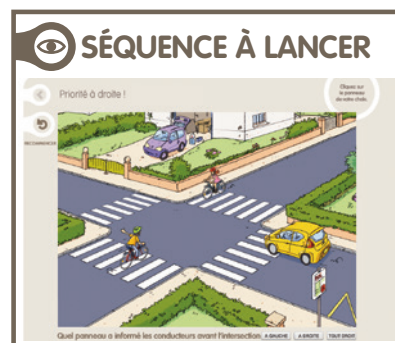 SÉQUENCE À LANCER
Priorité à droite !
Cliquez sur
le panneau
de votre choix.
RECOMMENCER
Quel panneau a informé les conducteurs avant l'intersection
A GAUCHE
A DROITE
TOUT DROIT